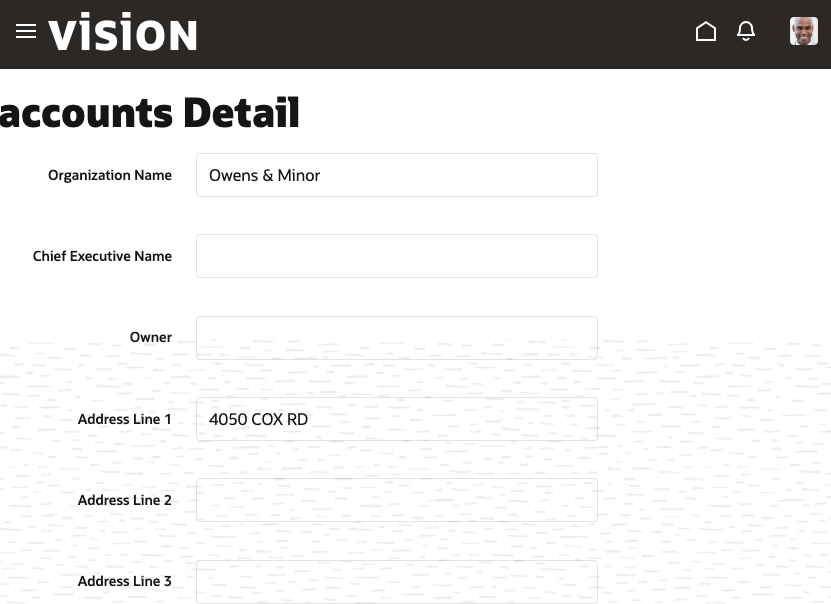 VISION
accounts Detail
Organization Name
Owens & Minor
Chief Executive Name
Owner
Address Line 1
4050 COX RD
Address Line 2
Address Line 3